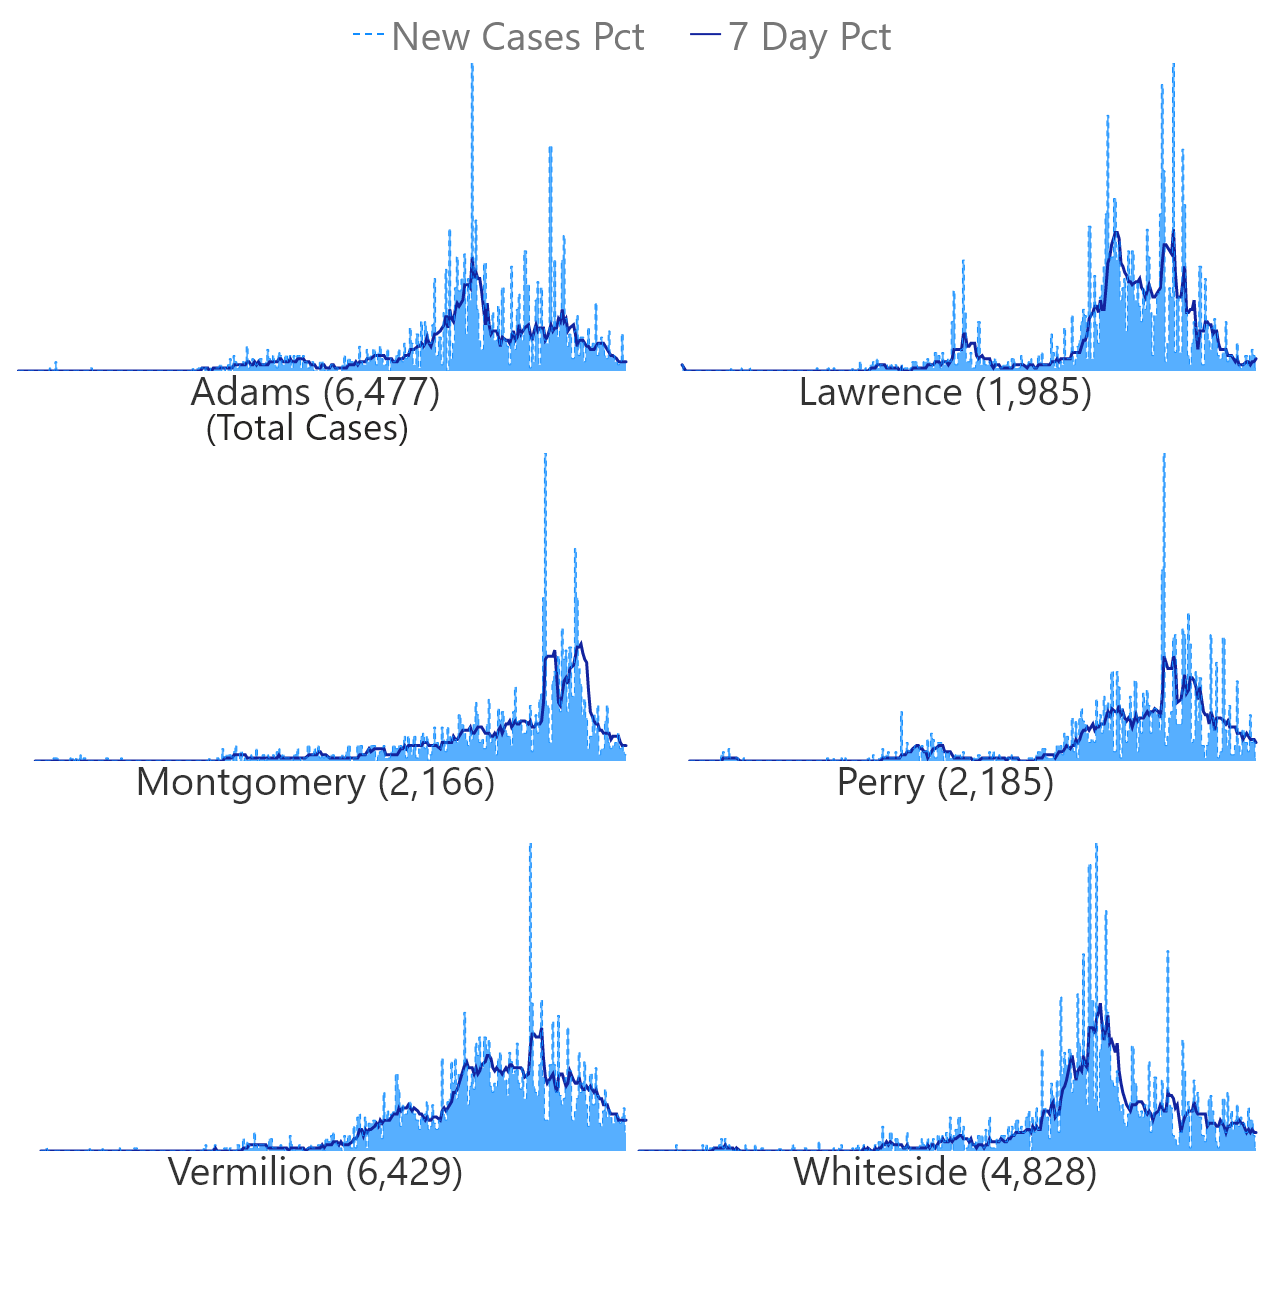 New Cases Pct 7 Day Pct
Adams (6,477)
(Total Cases)
Lawrence (1,985)
Montgomery (2,166)
Perry (2,185)
Vermilion (6,429)
Whiteside (4,828)